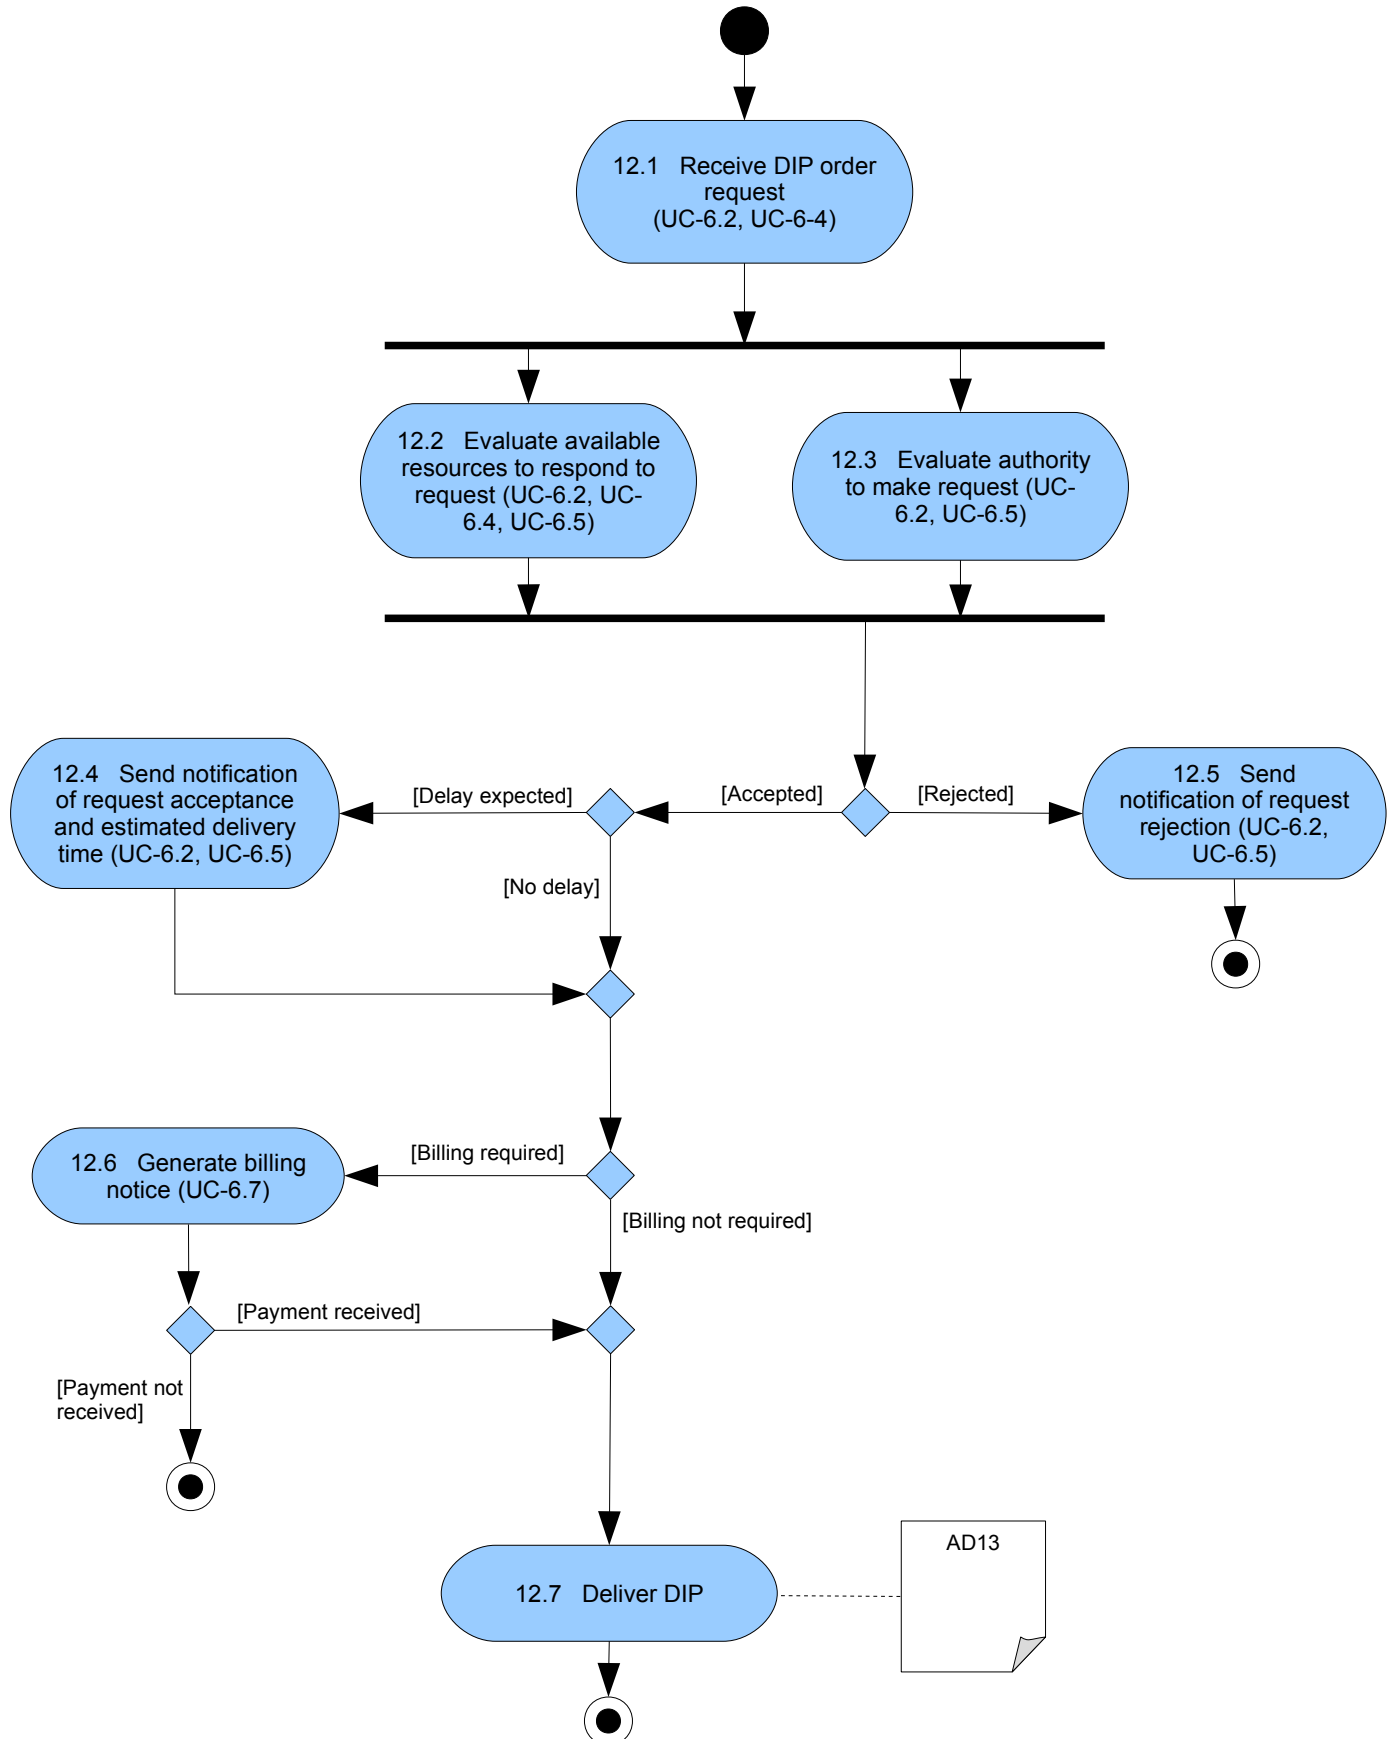 12.1 Receive DIP order
request
(UC-6.2, UC-6-4)
12.2 Evaluate available
resources to respond to
request (UC-6.2, UC-
6.4, UC-6.5)
12.3 Evaluate authority
to make request (UC-
6.2, UC-6.5)
12.4 Send notification
of request acceptance
and estimated delivery
time (UC-6.2, UC-6.5)
[Delay expected]
[Accepted]
[Rejected]
12.5 Send
notification of request
rejection (UC-6.2,
UC-6.5)
[No delay]
12.6 Generate billing
notice (UC-6.7)
[Billing required]
[Billing not required]
[Payment received]
[Payment not
received]
12.7 Deliver DIP
AD13